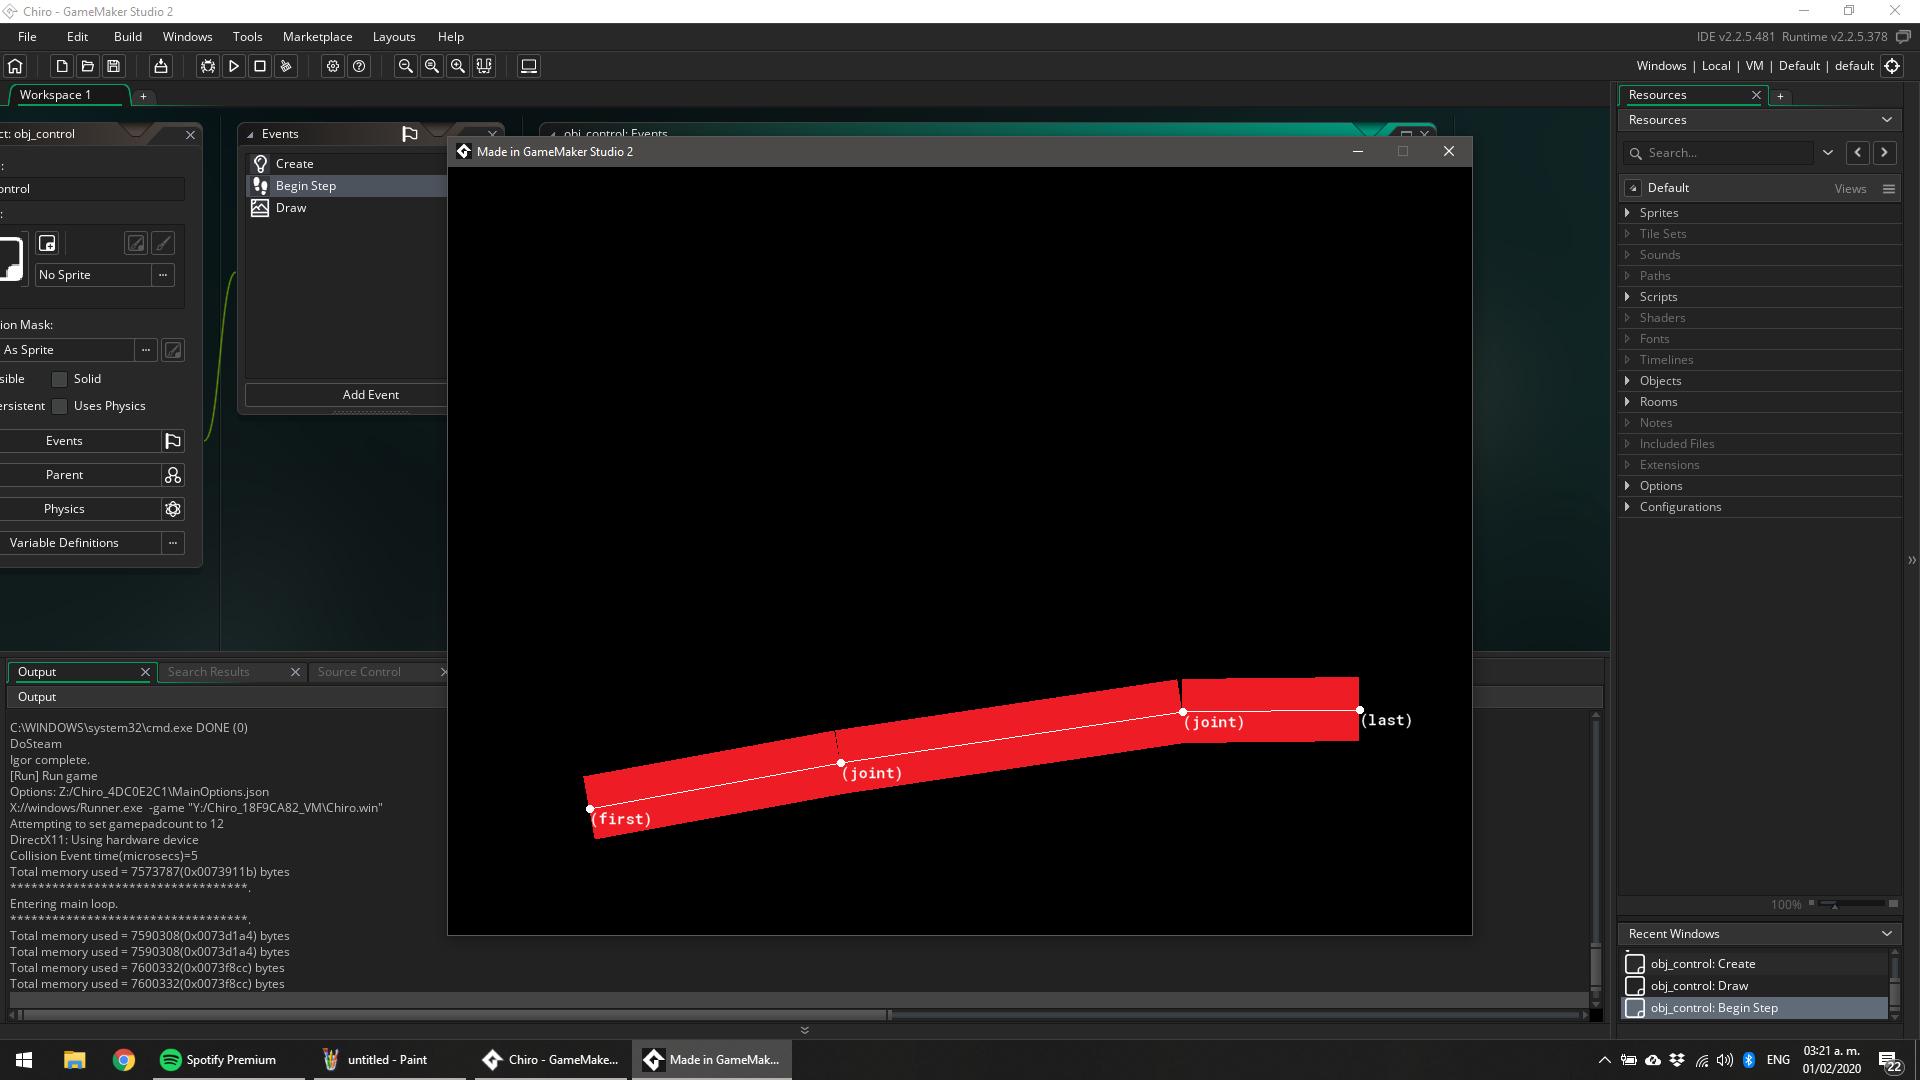 Chiro - GameMaker Studio 2
File Edit Build Windows Tools Marketplace Layouts Help
IDE v2.2.5.481 Runtime v2.2.5.378
Windows | Local | VM | Default | default
Workspace 1
+
ct: obj_control
:
ontrol
:
No Sprite
...
ion Mask:
As Sprite
...
sible
Solid
ersistent
Uses Physics
Events
Parent
Physics
Variable Definitions
...
Events
Create
Begin Step
Draw
Add Event
obj_control: Events
Made in GameMaker Studio 2
(first)
(joint)
(joint)
(last)
Resources
+
Resources
Search...
Default
Views
Sprites
Tile Sets
Sounds
Paths
Scripts
Shaders
Fonts
Timelines
Objects
Rooms
Notes
Included Files
Extensions
Options
Configurations
100%
Recent Windows
obj_control: Create
obj_control: Draw
obj_control: Begin Step
Output
Search Results
Source Control
Output
C:\WINDOWS\system32\cmd.exe DONE (0)
DoSteam
Igor complete.
[Run] Run game
Options: Z:/Chiro_4DC0E2C1\MainOptions.json
X://windows/Runner.exe -game "Y:/Chiro_18F9CA82_VM\Chiro.win"
Attempting to set gamepadcount to 12
DirectX11: Using hardware device
Collision Event time(microsecs)=5
Total memory used = 7573787(0x0073911b) bytes
**********************************.
Entering main loop.
**********************************.
Total memory used = 7590308(0x0073d1a4) bytes
Total memory used = 7590308(0x0073d1a4) bytes
Total memory used = 7600332(0x0073f8cc) bytes
Total memory used = 7600332(0x0073f8cc) bytes
Spotify Premium
untitled - Paint
Chiro - GameMake...
Made in GameMak...
ENG
03:21 a. m.
01/02/2020
22